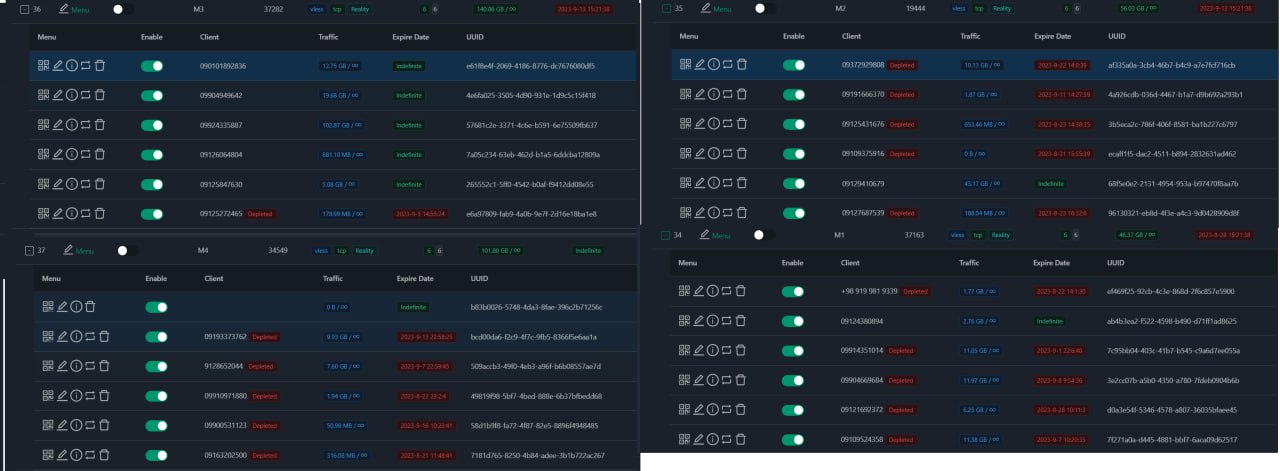 36 Menu M3 37282 vless tcp Reality 6 6 140.86 GB / ∞ 2023-9-13 15:21:38
Menu Enable Client Traffic Expire Date UUID
090101892836 12.75 GB / ∞ Indefinite e61f8e4f-2069-4186-8776-dc7676080df5
09904949642 19.68 GB / ∞ Indefinite 4e6fa025-3505-4d90-931e-1d9c5c15f418
09924335887 102.87 GB / ∞ Indefinite 57681c2e-3371-4c6e-b591-6e75509fb637
09126064804 881.10 MB / ∞ Indefinite 7a05c234-63eb-462d-b1a5-6ddcba12809a
09125847630 5.08 GB / ∞ Indefinite 265552c1-5ff0-4542-b0af-f9412dd08e55
09125272465 Depleted 178.99 MB / ∞ 2023-9-5 14:55:24 e6a97809-fab9-4a0b-9e7f-2d16e18ba1e8
37 Menu M4 34549 vless tcp Reality 6 6 101.80 GB / ∞ Indefinite
Menu Enable Client Traffic Expire Date UUID
0 B / ∞ Indefinite b83b0026-5748-4da3-8fae-396c2b71256c
09193373762 Depleted 9.93 GB / ∞ 2023-9-13 22:58:25 bcd00da6-f2c9-4f7c-9fb5-8366f5e6aa1a
9128652044 Depleted 7.60 GB / ∞ 2023-9-7 22:59:45 509accb3-49f0-4eb3-a96f-b6b08557ae7d
09910971880 Depleted 1.94 GB / ∞ 2023-8-22 23:2:4 49819f98-5bf7-4bed-888e-6b37bfbedd68
09900531123 Depleted 50.98 MB / ∞ 2023-9-16 10:23:41 58d1b9f8-fa72-4f87-82e5-8896f4948485
09163202500 Depleted 316.08 MB / ∞ 2023-8-21 11:48:41 7181d765-8250-4b84-adee-3b1b722ac267
35 Menu M2 19444 vless tcp Reality 6 6 56.03 GB / ∞ 2023-9-13 15:21:38
Menu Enable Client Traffic Expire Date UUID
09372929808 Depleted 10.13 GB / ∞ 2023-8-22 14:0:39 af335a0a-3cb4-46b7-b4c9-a7e7fcf716cb
09191666370 Depleted 1.87 GB / ∞ 2023-9-11 14:27:59 4a926cdb-036d-4467-b1a7-d9b692a293b1
09125431676 Depleted 653.46 MB / ∞ 2023-8-23 14:38:35 3b5eca2c-786f-406f-8581-ba1b227c6797
09109375916 Depleted 0 B / ∞ 2023-8-31 15:55:39 ecaff1f5-dac2-4511-b894-2832631ad462
09129410679 43.17 GB / ∞ Indefinite 68f5e0e2-2131-4954-953a-b97470f8aa7b
09127687539 Depleted 188.04 MB / ∞ 2023-8-23 16:32:6 96130321-eb8d-4f3e-a4c3-9d0428909d8f
34 Menu M1 37163 vless tcp Reality 6 6 46.37 GB / ∞ 2023-8-28 15:21:38
Menu Enable Client Traffic Expire Date UUID
+98 919 981 9339 Depleted 1.77 GB / ∞ 2023-8-22 14:1:30 ef469f25-92cb-4c3e-868d-2f6c857e5900
09124380894 2.76 GB / ∞ Indefinite ab4b3ea2-f522-4598-b490-d71ff1ad8625
09914351014 Depleted 11.85 GB / ∞ 2023-9-1 22:6:40 7c95bb04-403c-41b7-b545-c9a6d7ee055a
09904669684 Depleted 11.97 GB / ∞ 2023-9-8 9:54:36 3e2cc07b-a5b0-4350-a780-7fdeb0904b6b
09121692372 Depleted 6.25 GB / ∞ 2023-8-28 10:11:3 d0a3e54f-5346-4578-a807-36035bfaee45
09109524358 Depleted 11.38 GB / ∞ 2023-9-7 10:20:35 7f271a0a-d445-4881-bbf7-6aca09d62517